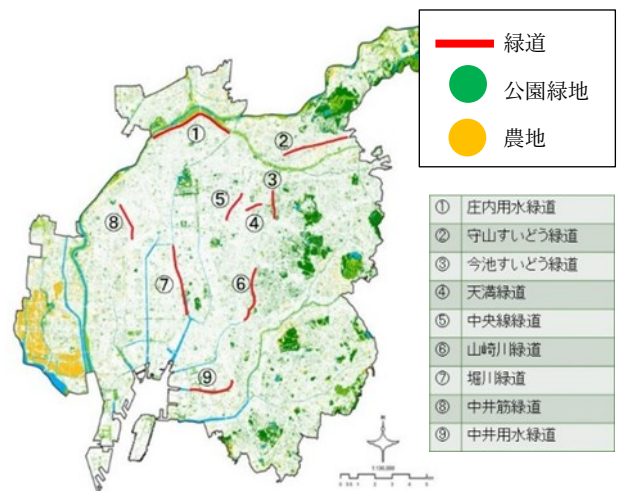 緑道
公園緑地
農地
①
②
③
④
⑤
⑥
⑦
⑧
⑨
① 庄内用水緑道
② 守山すいどう緑道
③ 今池すいどう緑道
④ 天満緑道
⑤ 中央線緑道
⑥ 山崎川緑道
⑦ 堀川緑道
⑧ 中井筋緑道
⑨ 中井用水緑道